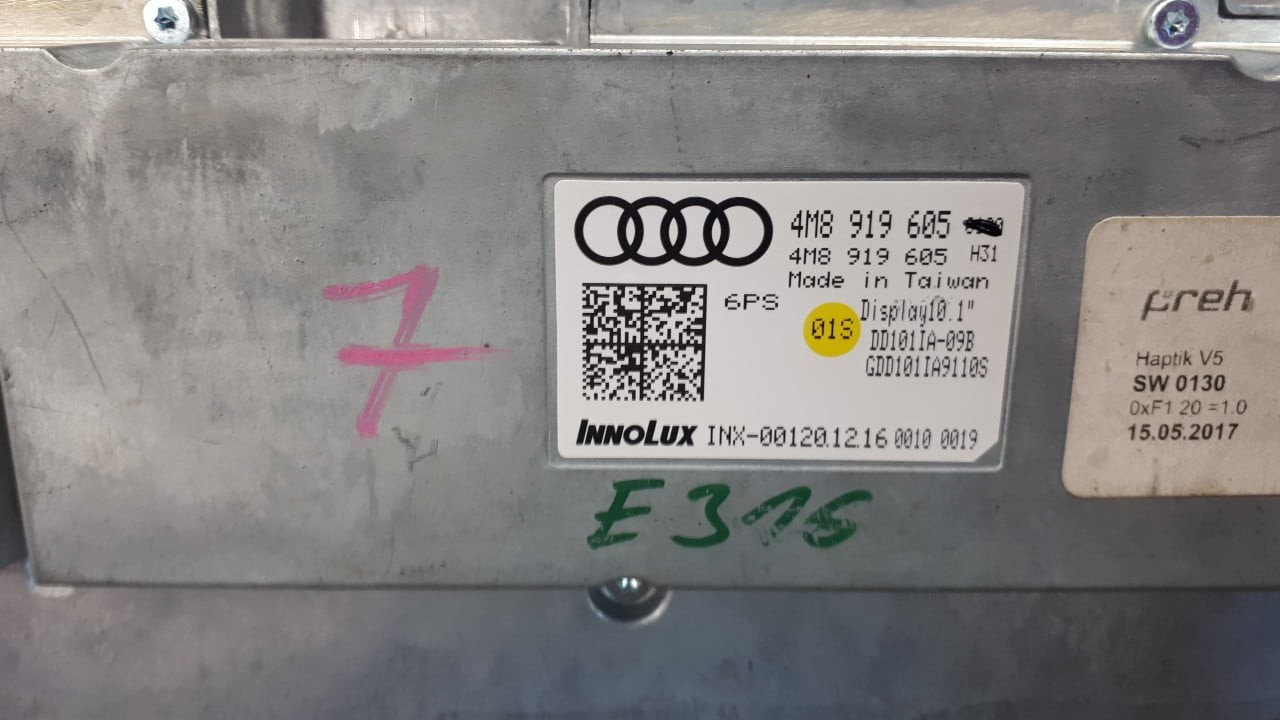 4M8 919 605
4M8 919 605 H31
Made in Taiwan
6PS
01S
Display10.1"
DD101IA-09B
GDD101IA9110S
INNOLUX INX-00120.12.16 0010 0019
7
E316
preh
Haptik V5
SW 0130
0xF1 20 =1.0
15.05.2017